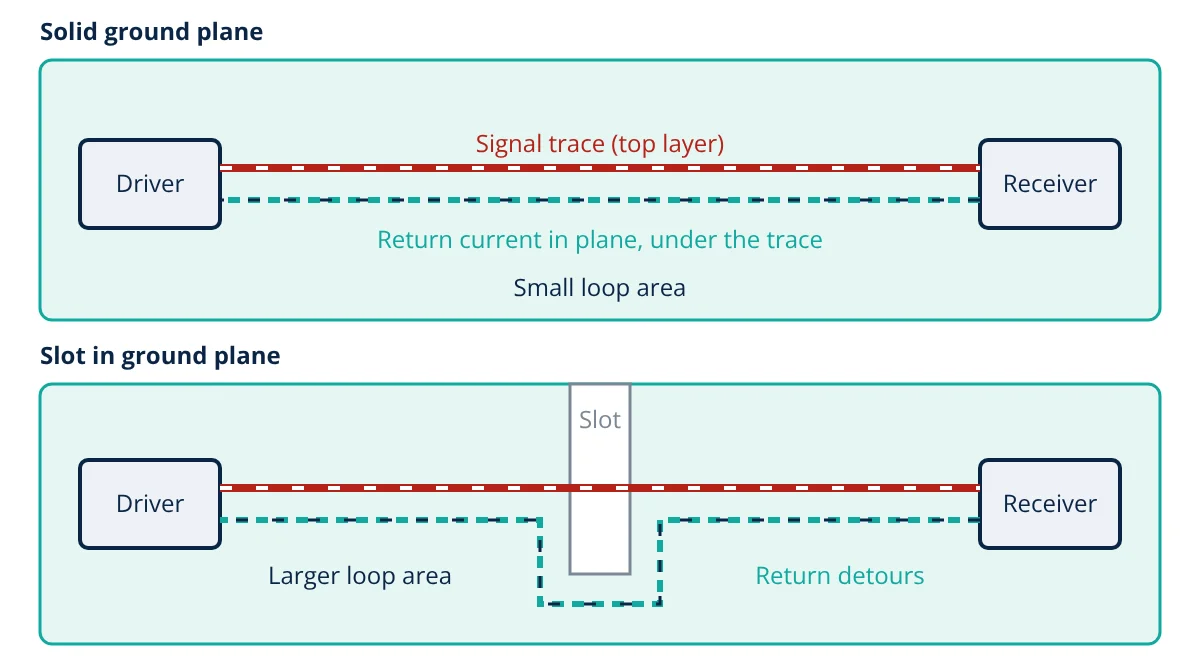 Solid ground plane
Signal trace (top layer)
Driver
Receiver
Return current in plane, under the trace
Small loop area
Slot in ground plane
Slot
Driver
Receiver
Larger loop area
Return detours